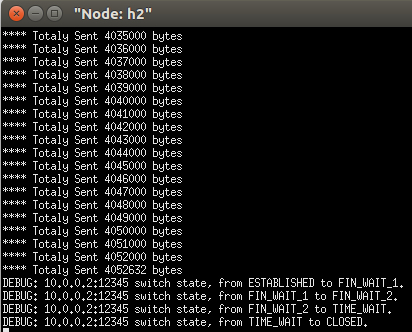 "Node: h2"
**** Totaly Sent 4035000 bytes
**** Totaly Sent 4036000 bytes
**** Totaly Sent 4037000 bytes
**** Totaly Sent 4038000 bytes
**** Totaly Sent 4039000 bytes
**** Totaly Sent 4040000 bytes
**** Totaly Sent 4041000 bytes
**** Totaly Sent 4042000 bytes
**** Totaly Sent 4043000 bytes
**** Totaly Sent 4044000 bytes
**** Totaly Sent 4045000 bytes
**** Totaly Sent 4046000 bytes
**** Totaly Sent 4047000 bytes
**** Totaly Sent 4048000 bytes
**** Totaly Sent 4049000 bytes
**** Totaly Sent 4050000 bytes
**** Totaly Sent 4051000 bytes
**** Totaly Sent 4052000 bytes
**** Totaly Sent 4052632 bytes
DEBUG: 10.0.0.2:12345 switch state, from ESTABLISHED to FIN_WAIT_1.
DEBUG: 10.0.0.2:12345 switch state, from FIN_WAIT_1 to FIN_WAIT_2.
DEBUG: 10.0.0.2:12345 switch state, from FIN_WAIT_2 to TIME_WAIT.
DEBUG: 10.0.0.2:12345 switch state, from TIME_WAIT to CLOSED.